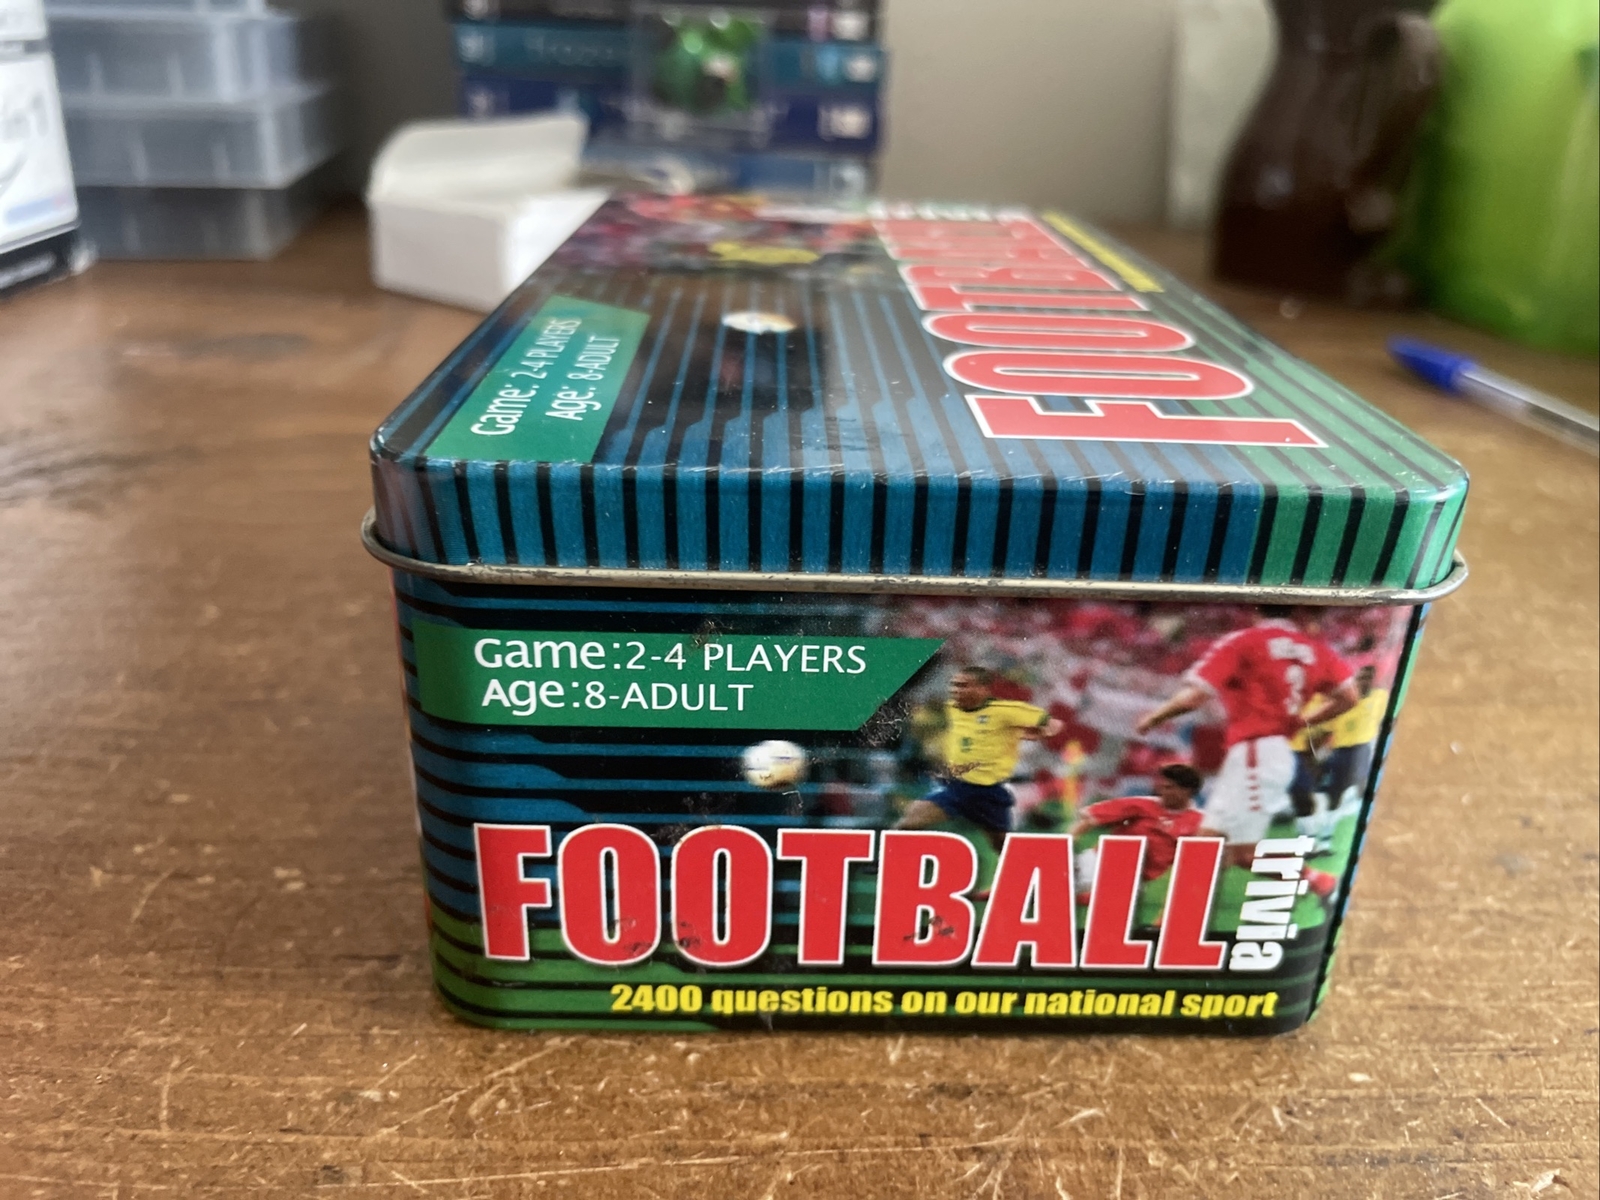 Game: 2-4 PLAYERS
Age: 8-ADULT
FOOTBALL
Game:2-4 PLAYERS
Age:8-ADULT
FOOTBALL
trivia
2400 questions on our national sport